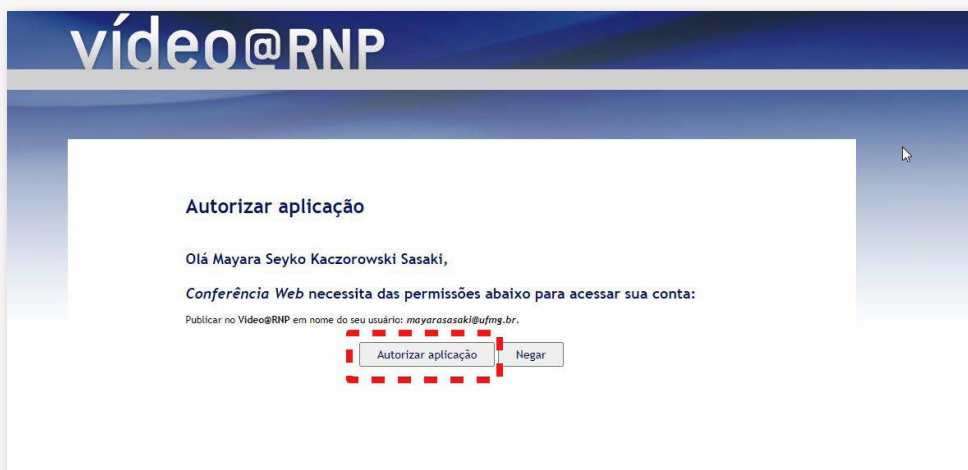 vídeo@RNP
Autorizar aplicação
Olá Mayara Seyko Kaczorowski Sasaki,
Conferência Web necessita das permissões abaixo para acessar sua conta:
Publicar no Video@RNP em nome do seu usuário: mayarasasaki@ufmg.br.
Autorizar aplicação Negar